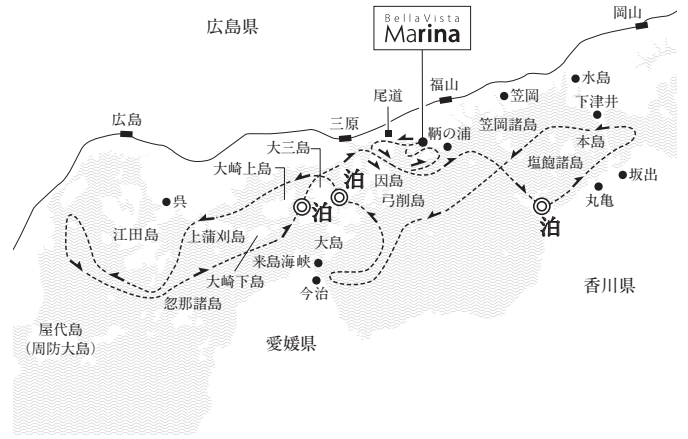 岡山
広島県
BellaVista
Marina
福山
水島
笠岡
下津井
尾道
三原
広島
鞆の浦
笠岡諸島
本島
大三島
塩飽諸島
大崎上島
泊
因島
坂出
弓削島
丸亀
呉
泊
泊
江田島
上蒲刈島
大島
来島海峡
大崎下島
今治
香川県
忽那諸島
屋代島
（周防大島）
愛媛県